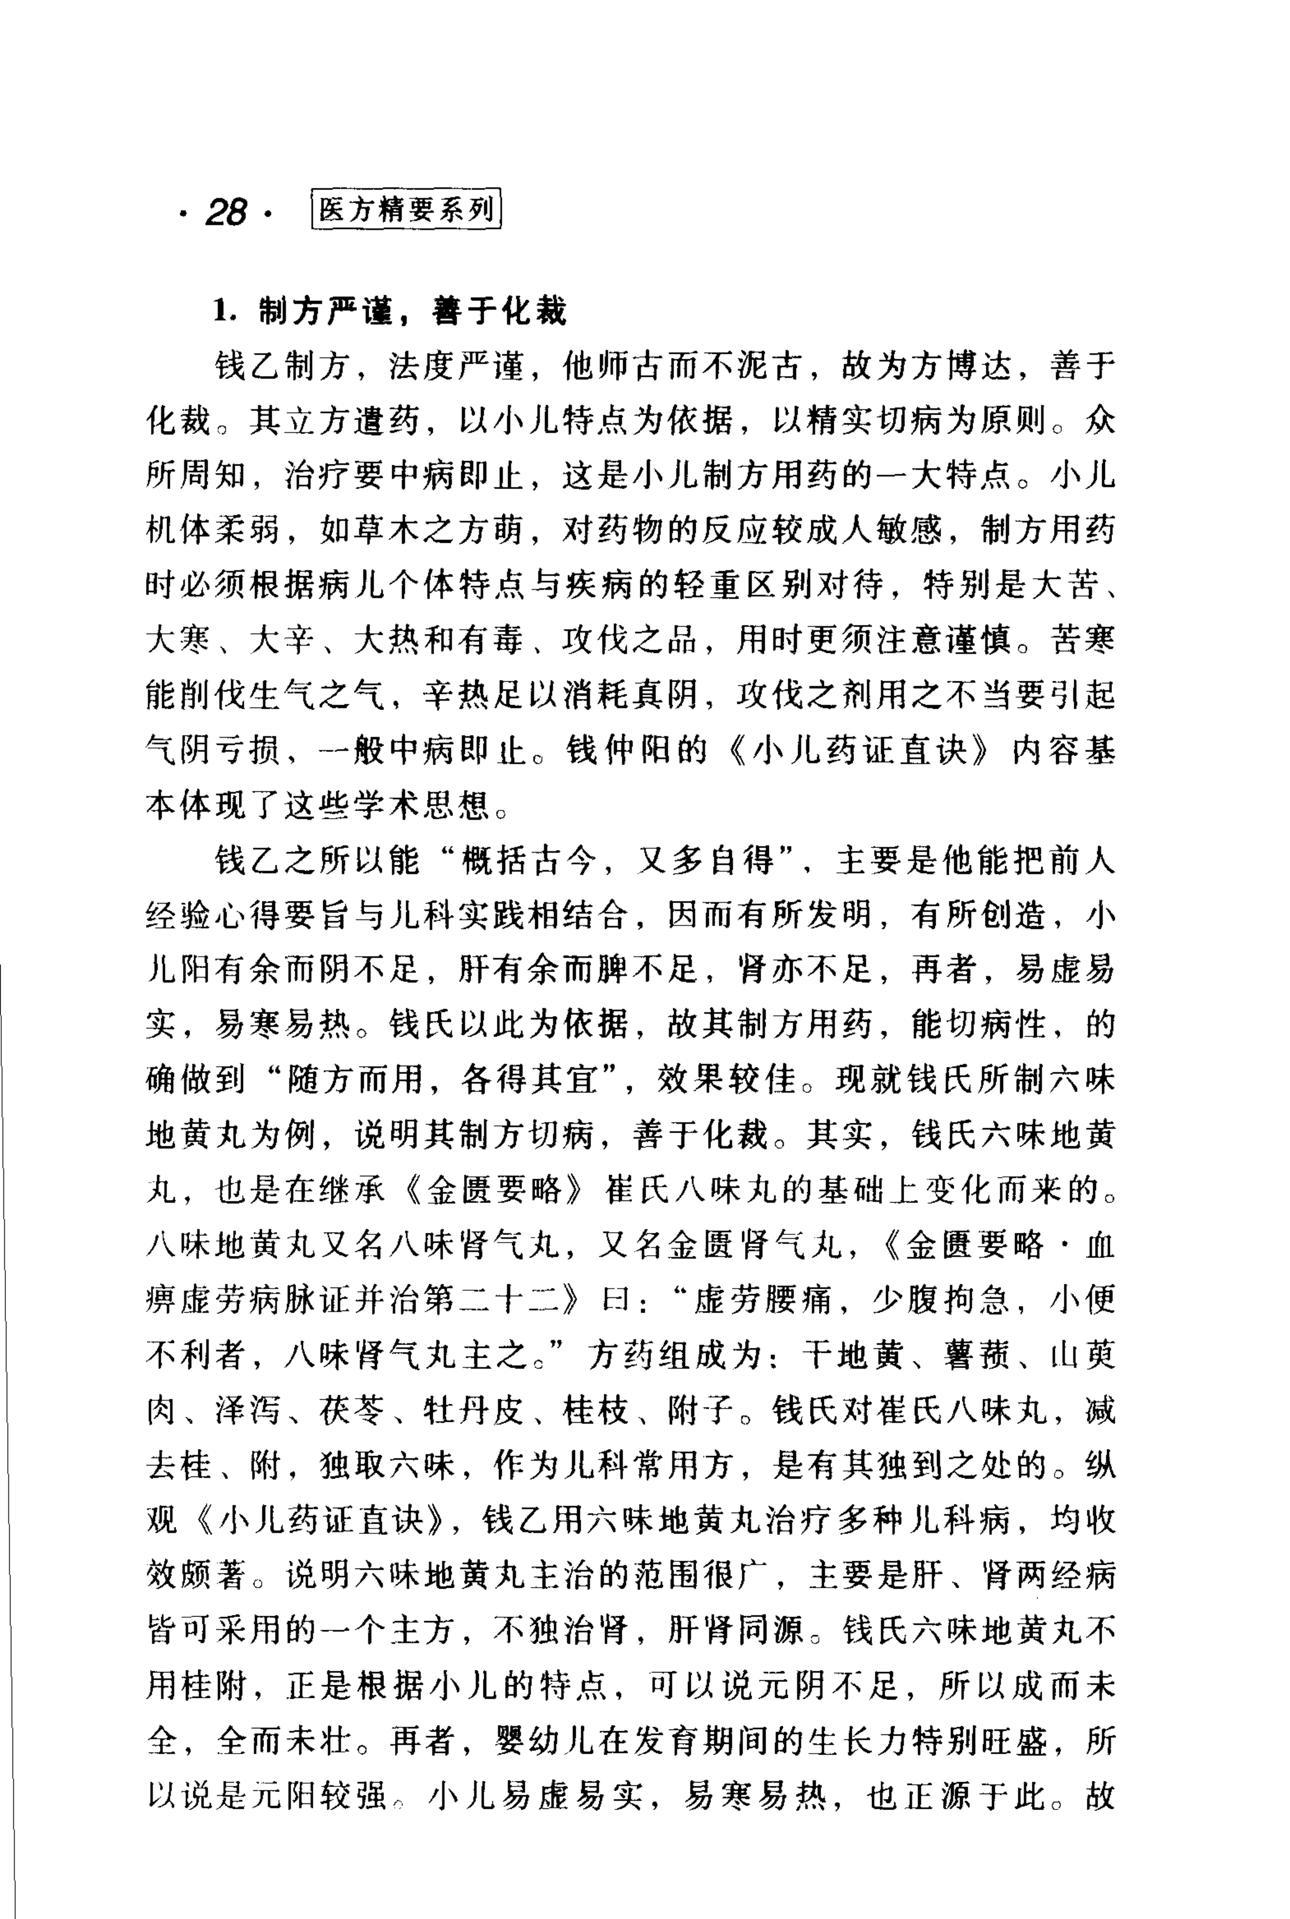 · 28 · 医方精要系列
1. 制方严谨，善于化裁
钱乙制方，法度严谨，他师古而不泥古，故为方博达，善于
化裁。其立方遣药，以小儿特点为依据，以精实切病为原则。众
所周知，治疗要中病即止，这是小儿制方用药的一大特点。小儿
机体柔弱，如草木之方萌，对药物的反应较成人敏感，制方用药
时必须根据病儿个体特点与疾病的轻重区别对待，特别是大苦、
大寒、大辛、大热和有毒、攻伐之品，用时更须注意谨慎。苦寒
能削伐生气之气，辛热足以消耗真阴，攻伐之剂用之不当要引起
气阴亏损，一般中病即止。钱仲阳的《小儿药证直诀》内容基
本体现了这些学术思想。
钱乙之所以能“概括古今，又多自得”，主要是他能把前人
经验心得要旨与儿科实践相结合，因而有所发明，有所创造，小
儿阳有余而阴不足，肝有余而脾不足，肾亦不足，再者，易虚易
实，易寒易热。钱氏以此为依据，故其制方用药，能切病性，的
确做到“随方而用，各得其宜”，效果较佳。现就钱氏所制六味
地黄丸为例，说明其制方切病，善于化裁。其实，钱氏六味地黄
丸，也是在继承《金匮要略》崔氏八味丸的基础上变化而来的。
八味地黄丸又名八味肾气丸，又名金匮肾气丸，《金匮要略·血
痹虚劳病脉证并治第二十二》曰：“虚劳腰痛，少腹拘急，小便
不利者，八味肾气丸主之。”方药组成为：干地黄、薯蓣、山萸
肉、泽泻、茯苓、牡丹皮、桂枝、附子。钱氏对崔氏八味丸，减
去桂、附，独取六味，作为儿科常用方，是有其独到之处的。纵
观《小儿药证直诀》，钱乙用六味地黄丸治疗多种儿科病，均收
效颇著。说明六味地黄丸主治的范围很广，主要是肝、肾两经病
皆可采用的一个主方，不独治肾，肝肾同源。钱氏六味地黄丸不
用桂附，正是根据小儿的特点，可以说元阴不足，所以成而未
全，全而未壮。再者，婴幼儿在发育期间的生长力特别旺盛，所
以说是元阳较强。小儿易虚易实，易寒易热，也正源于此。故